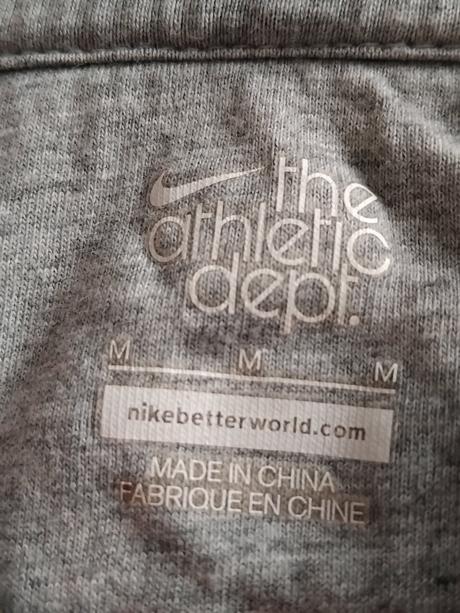 the
athletic
dept.
M M M
nikebetterworld.com
MADE IN CHINA
FABRIQUE EN CHINE